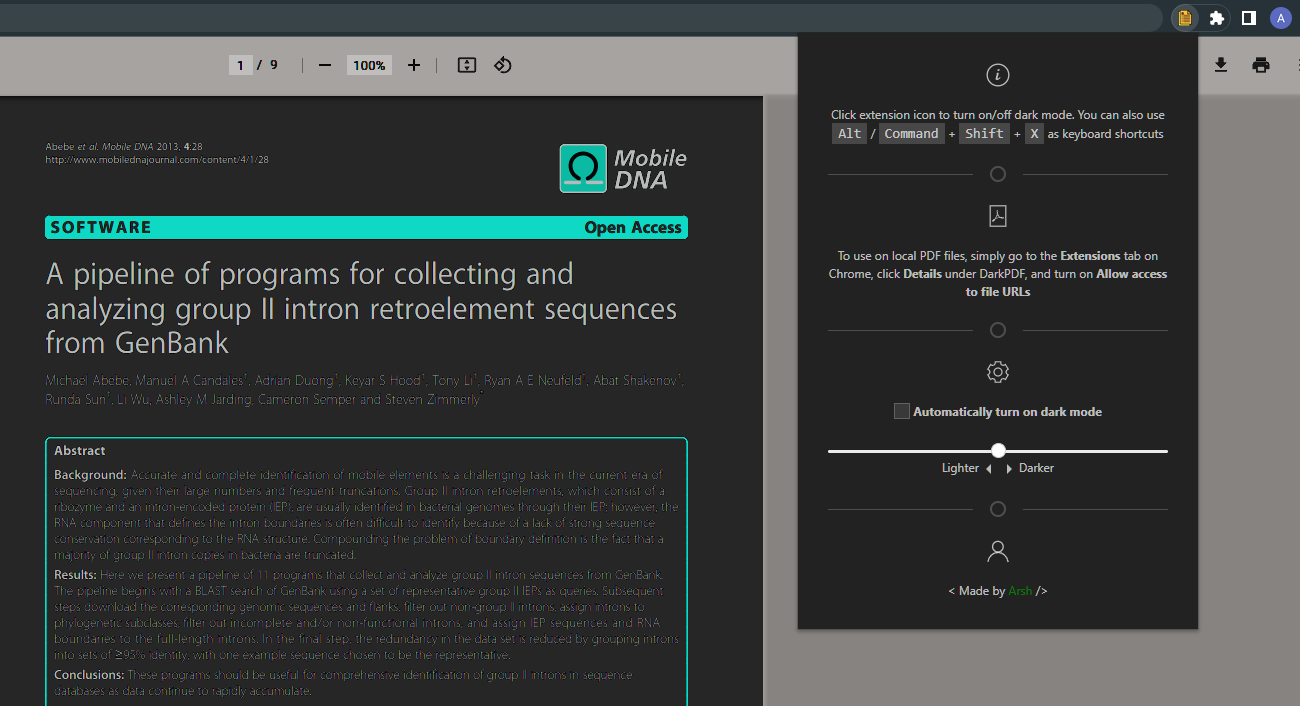 A
1 / 9
100%
Click extension icon to turn on/off dark mode. You can also use
Alt / Command + Shift + X as keyboard shortcuts
To use on local PDF files, simply go to the Extensions tab on
Chrome, click Details under DarkPDF, and turn on Allow access
to file URLs
Automatically turn on dark mode
Lighter Darker
< Made by Arsh />
Abebe et al. Mobile DNA 2013, 4:28
http://www.mobilednajournal.com/content/4/1/28
Mobile
DNA
SOFTWARE Open Access
A pipeline of programs for collecting and
analyzing group II intron retroelement sequences
from GenBank
Michael Abebe, Manuel A Candales†, Adrian Duong†, Keyar S Hood†, Tony Li†, Ryan A E Neufeld†, Abat Shakenov†,
Runda Sun†, Li Wu, Ashley M Jarding, Cameron Semper and Steven Zimmerly*
Abstract
Background: Accurate and complete identification of mobile elements is a challenging task in the current era of
sequencing, given their large numbers and frequent truncations. Group II intron retroelements, which consist of a
ribozyme and an intron-encoded protein (IEP), are usually identified in bacterial genomes through their IEP; however, the
RNA component that defines the intron boundaries is often difficult to identify because of a lack of strong sequence
conservation corresponding to the RNA structure. Compounding the problem of boundary definition is the fact that a
majority of group II intron copies in bacteria are truncated.
Results: Here we present a pipeline of 11 programs that collect and analyze group II intron sequences from GenBank.
The pipeline begins with a BLAST search of GenBank using a set of representative group II IEPs as queries. Subsequent
steps download the corresponding genomic sequences and flanks, filter out non-group II introns, assign introns to
phylogenetic subclasses, filter out incomplete and/or non-functional introns, and assign IEP sequences and RNA
boundaries to the full-length introns. In the final step, the redundancy in the data set is reduced by grouping introns
into sets of ≥95% identity, with one example sequence chosen to be the representative.
Conclusions: These programs should be useful for comprehensive identification of group II introns in sequence
databases as data continue to rapidly accumulate.